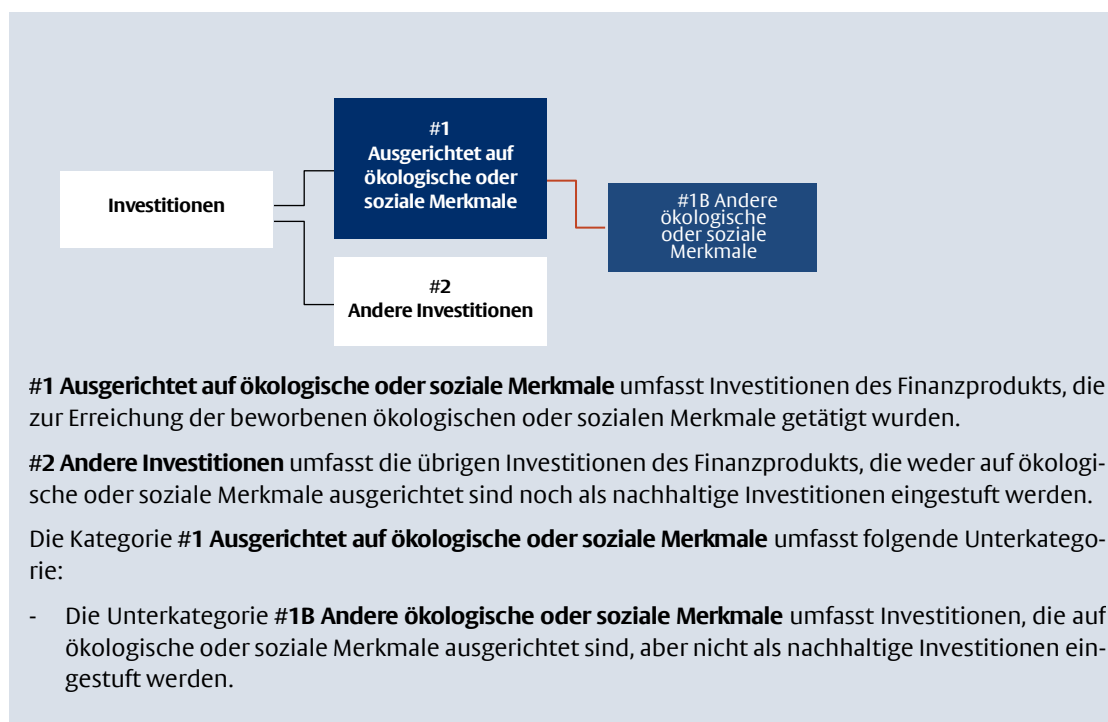 #1
Ausgerichtet auf
ökologische oder
soziale Merkmale
Investitionen
#1B Andere
ökologische
oder soziale
Merkmale
#2
Andere Investitionen
#1 Ausgerichtet auf ökologische oder soziale Merkmale umfasst Investitionen des Finanzprodukts, die
zur Erreichung der beworbenen ökologischen oder sozialen Merkmale getätigt wurden.
#2 Andere Investitionen umfasst die übrigen Investitionen des Finanzprodukts, die weder auf ökologi-
sche oder soziale Merkmale ausgerichtet sind noch als nachhaltige Investitionen eingestuft werden.
Die Kategorie #1 Ausgerichtet auf ökologische oder soziale Merkmale umfasst folgende Unterkatego-
rie:
- Die Unterkategorie #1B Andere ökologische oder soziale Merkmale umfasst Investitionen, die auf
ökologische oder soziale Merkmale ausgerichtet sind, aber nicht als nachhaltige Investitionen ein-
gestuft werden.